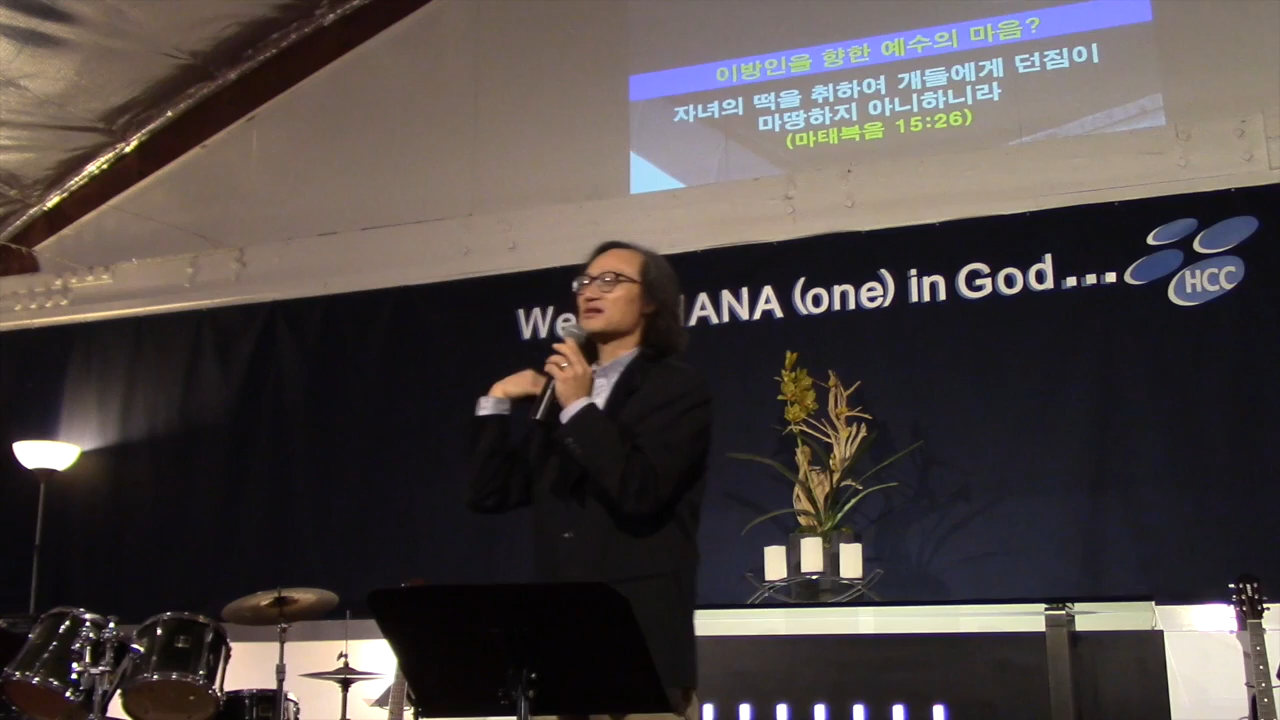 이방인을 향한 예수의 마음?
자녀의 떡을 취하여 개들에게 던짐이
마땅하지 아니하니라
(마태복음 15:26)
We ANA (one) in God...
HCC